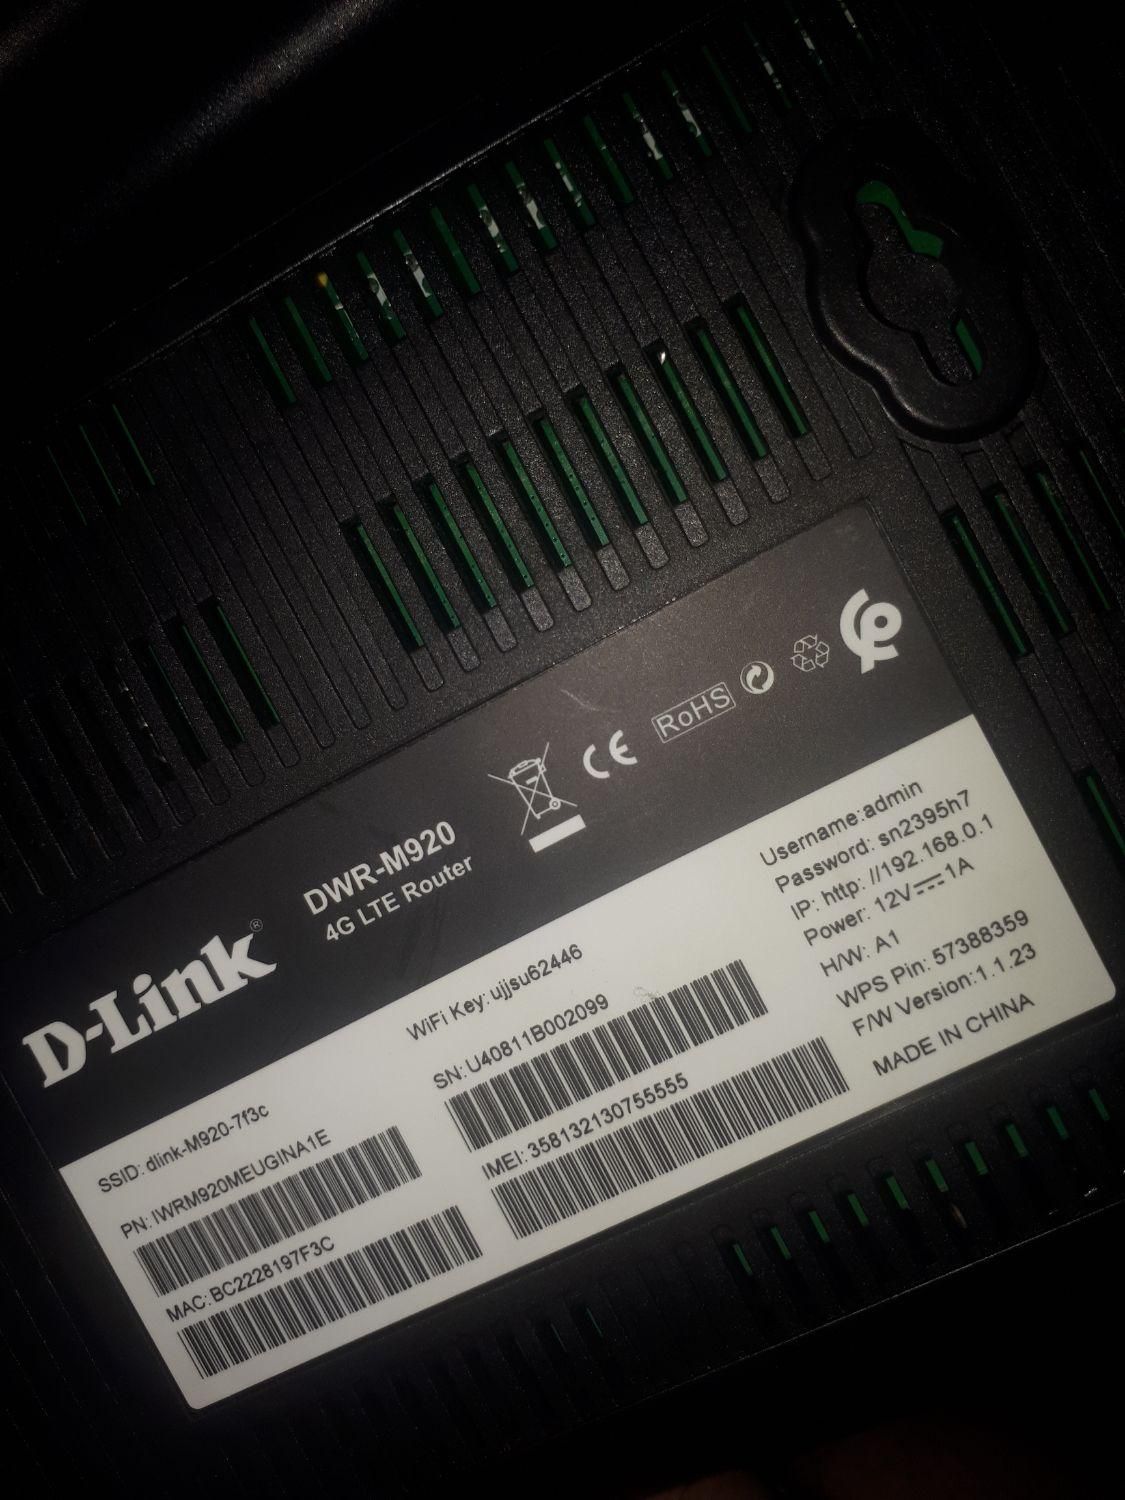 D-Link®
DWR-M920
4G LTE Router
CE
RoHS
SSID: dlink-M920-7f3c
PN: IWRM920MEUGINA1E
MAC: BC2228197F3C
WiFi Key: ujjsu62446
SN: U40811B002099
IMEI: 358132130755555
Username:admin
Password: sn2395h7
IP: http: //192.168.0.1
Power: 12V⎓1A
H/W: A1
WPS Pin: 57388359
F/W Version:1.1.23
MADE IN CHINA